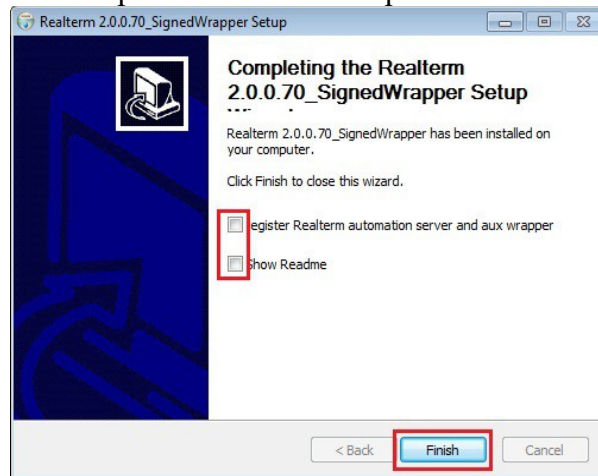 Realterm 2.0.0.70_SignedWrapper Setup
Completing the Realterm
2.0.0.70_SignedWrapper Setup
Realterm 2.0.0.70_SignedWrapper has been installed on
your computer.
Click Finish to close this wizard.
egister Realterm automation server and aux wrapper
Show Readme
< Back
Finish
Cancel